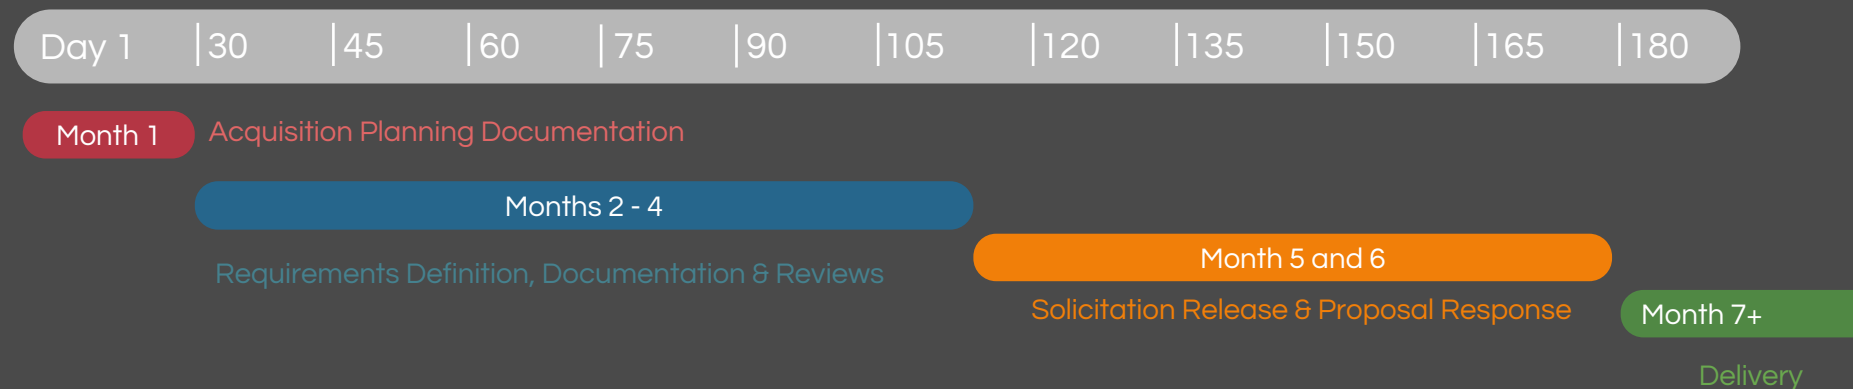 Day 1 |30 |45 |60 |75 |90 |105 |120 |135 |150 |165 |180
Month 1 Acquisition Planning Documentation
Months 2 - 4
Requirements Definition, Documentation & Reviews
Month 5 and 6
Solicitation Release & Proposal Response
Month 7+
Delivery